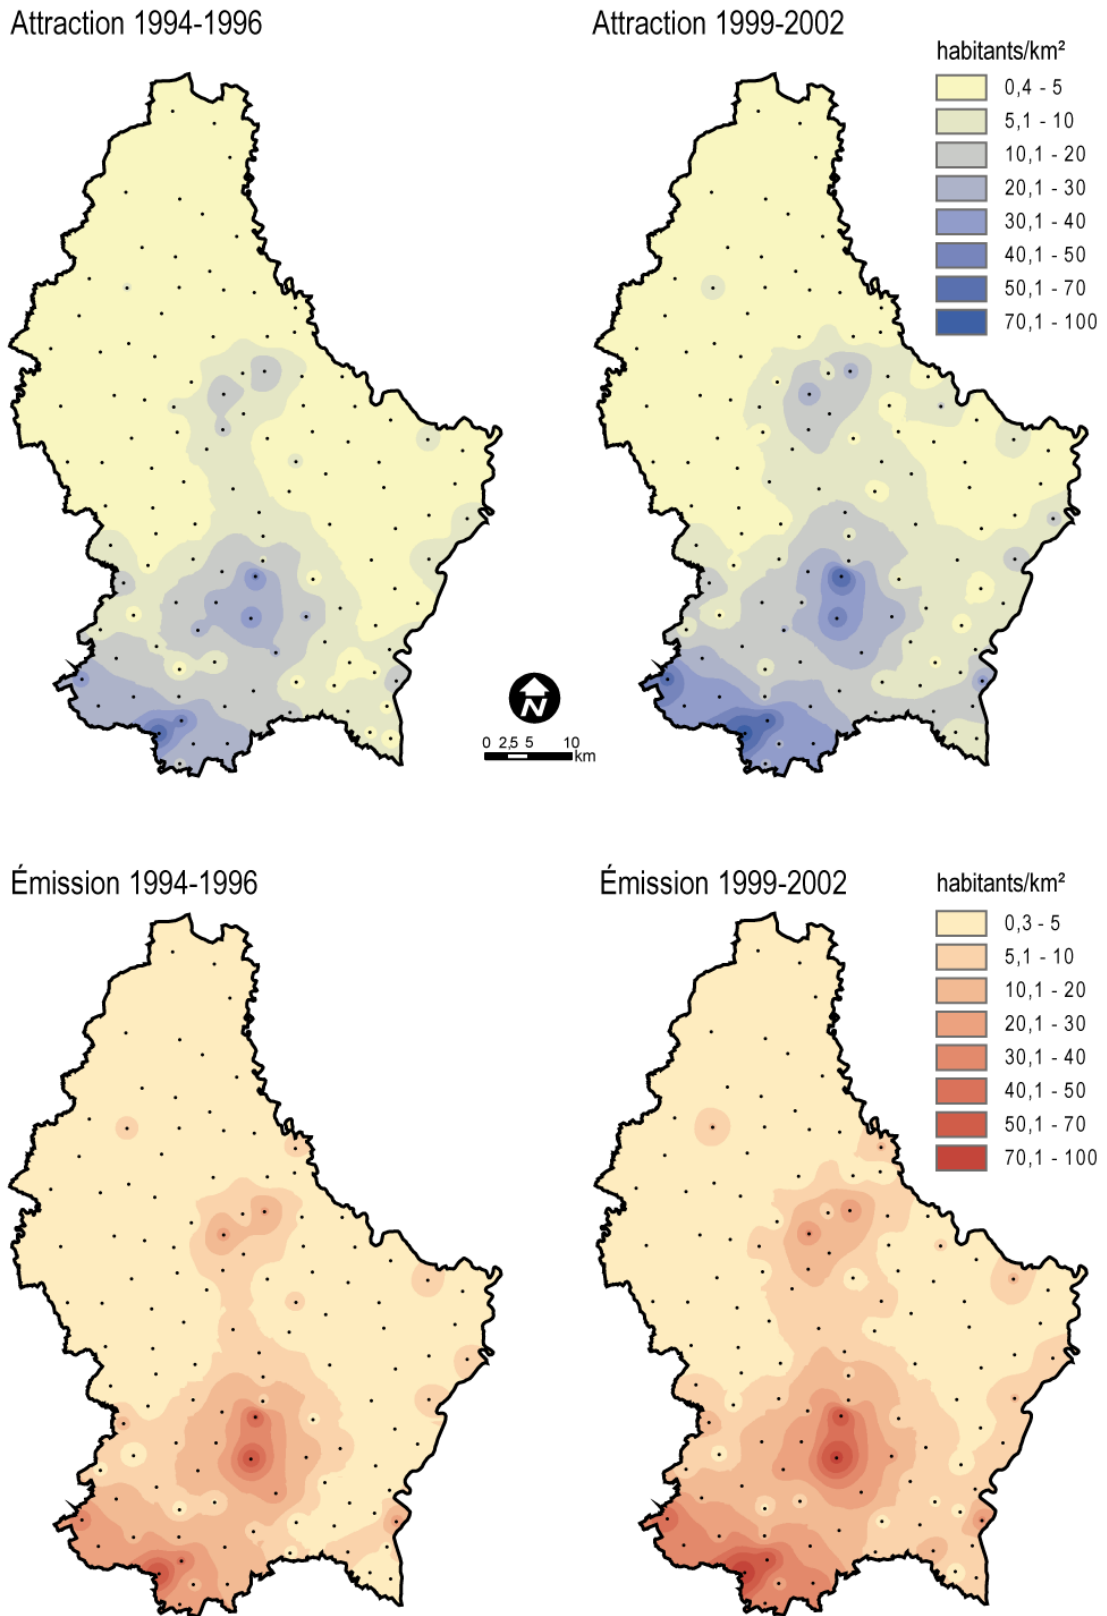 Attraction 1994-1996
Attraction 1999-2002
habitants/km²
0,4 - 5
5,1 - 10
10,1 - 20
20,1 - 30
30,1 - 40
40,1 - 50
50,1 - 70
70,1 - 100
N
0 2,5 5 10
km
Émission 1994-1996
Émission 1999-2002
habitants/km²
0,3 - 5
5,1 - 10
10,1 - 20
20,1 - 30
30,1 - 40
40,1 - 50
50,1 - 70
70,1 - 100